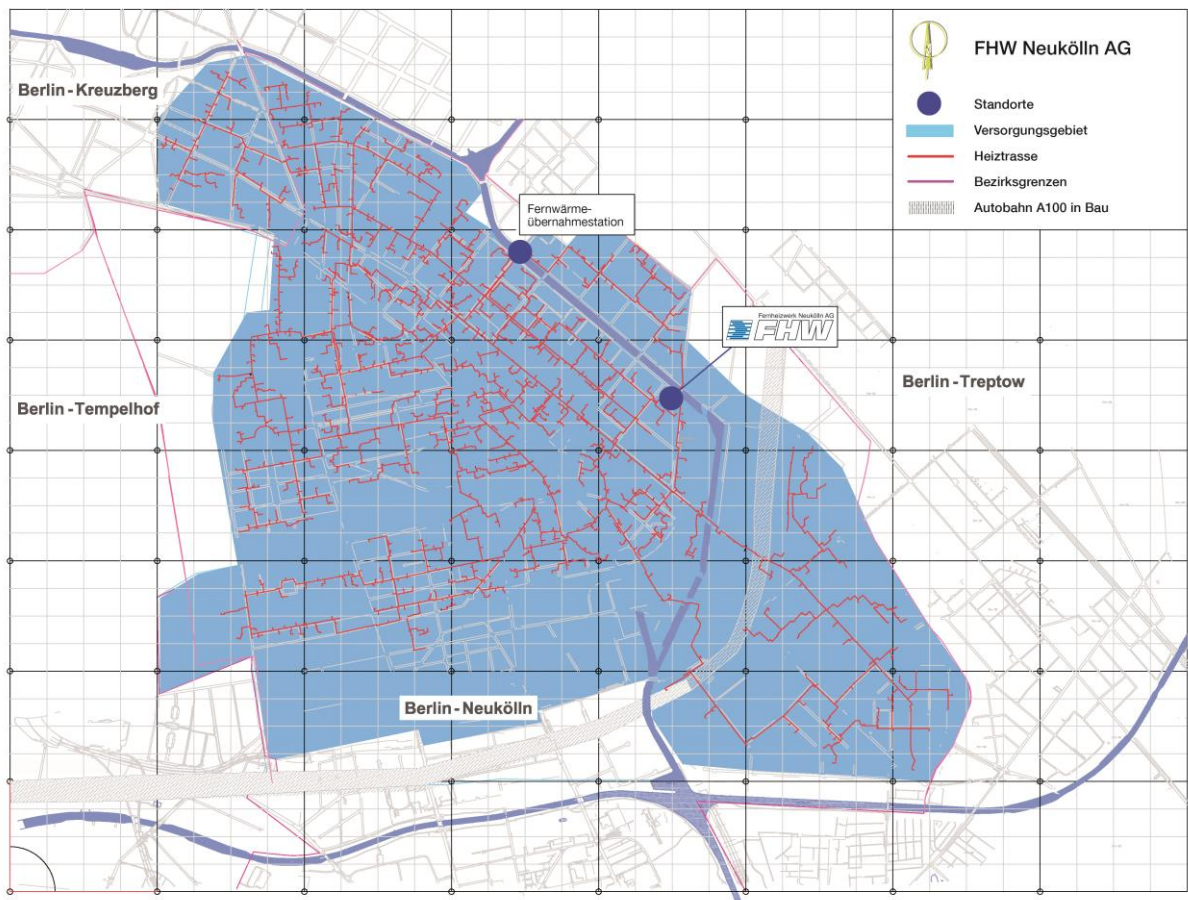 FHW Neukölln AG
Standorte
Versorgungsgebiet
Heiztrasse
Bezirksgrenzen
Autobahn A100 in Bau
Berlin - Kreuzberg
Fernwärme-
übernahmestation
Fernheizwerk Neukölln AG
FHW
Berlin - Treptow
Berlin - Tempelhof
Berlin - Neukölln